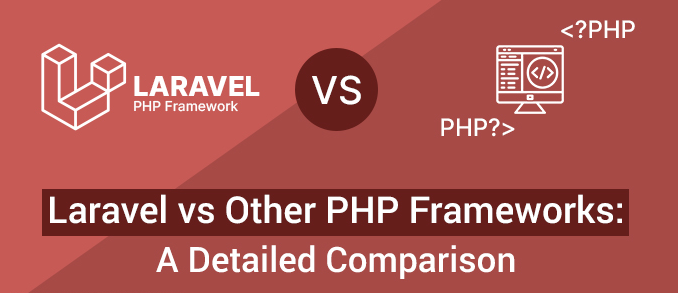 LARAVEL
PHP Framework
VS
<?PHP
</>
PHP?>
Laravel vs Other PHP Frameworks:
A Detailed Comparison